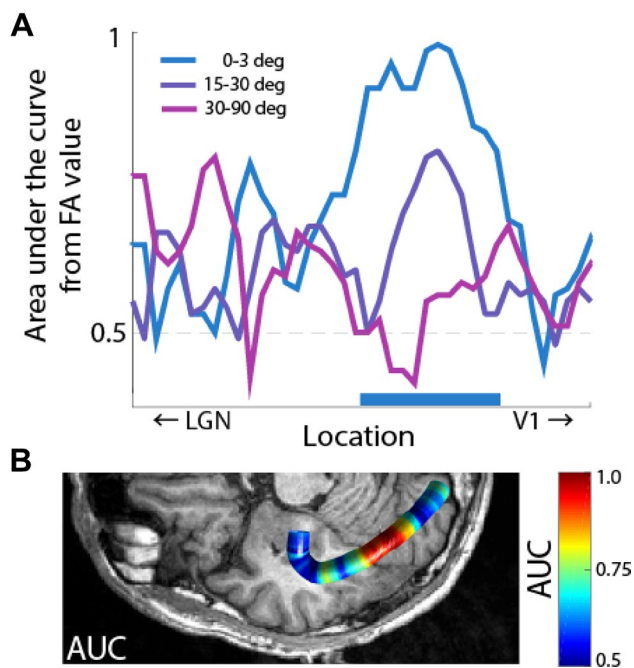 A
1
0-3 deg
15-30 deg
30-90 deg
Area under the curve
from FA value
0.5
← LGN
Location
V1 →
B
AUC
AUC
1.0
0.75
0.5